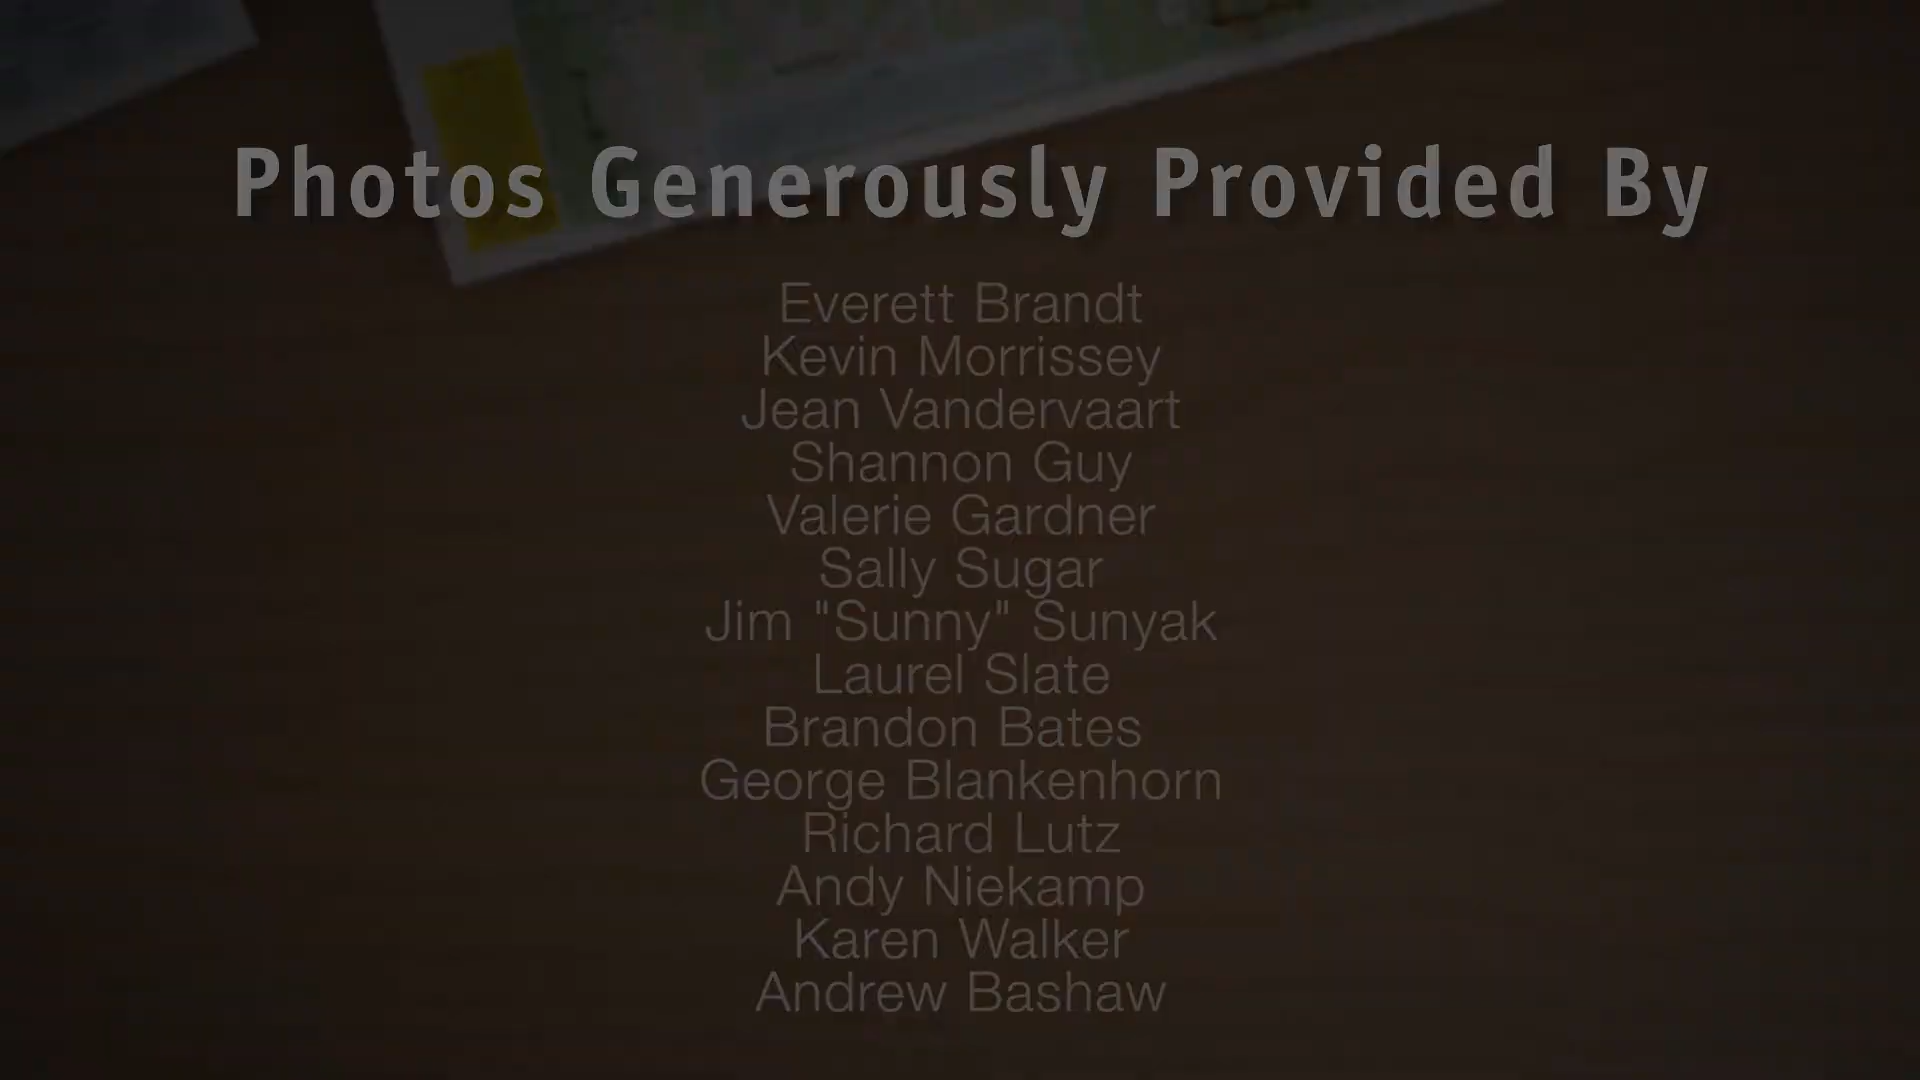 Photos Generously Provided By
Everett Brandt
Kevin Morrissey
Jean Vandervaart
Shannon Guy
Valerie Gardner
Sally Sugar
Jim "Sunny" Sunyak
Laurel Slate
Brandon Bates
George Blankenhorn
Richard Lutz
Andy Niekamp
Karen Walker
Andrew Bashaw